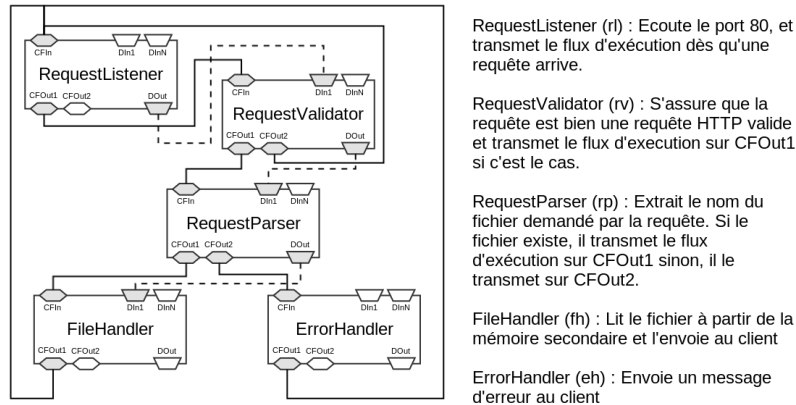 CFIn DIn1 DInN
RequestListener
CFOut1 CFOut2 DOut
CFIn DIn1 DInN
RequestValidator
CFOut1 CFOut2 DOut
CFIn DIn1 DInN
RequestParser
CFOut1 CFOut2 DOut
CFIn DIn1 DInN
FileHandler
CFOut1 CFOut2 DOut
CFIn DIn1 DInN
ErrorHandler
CFOut1 CFOut2 DOut
RequestListener (rl) : Ecoute le port 80, et
transmet le flux d'exécution dès qu'une
requête arrive.
RequestValidator (rv) : S'assure que la
requête est bien une requête HTTP valide
et transmet le flux d'execution sur CFOut1
si c'est le cas.
RequestParser (rp) : Extrait le nom du
fichier demandé par la requête. Si le
fichier existe, il transmet le flux
d'exécution sur CFOut1 sinon, il le
transmet sur CFOut2.
FileHandler (fh) : Lit le fichier à partir de la
mémoire secondaire et l'envoie au client
ErrorHandler (eh) : Envoie un message
d'erreur au client